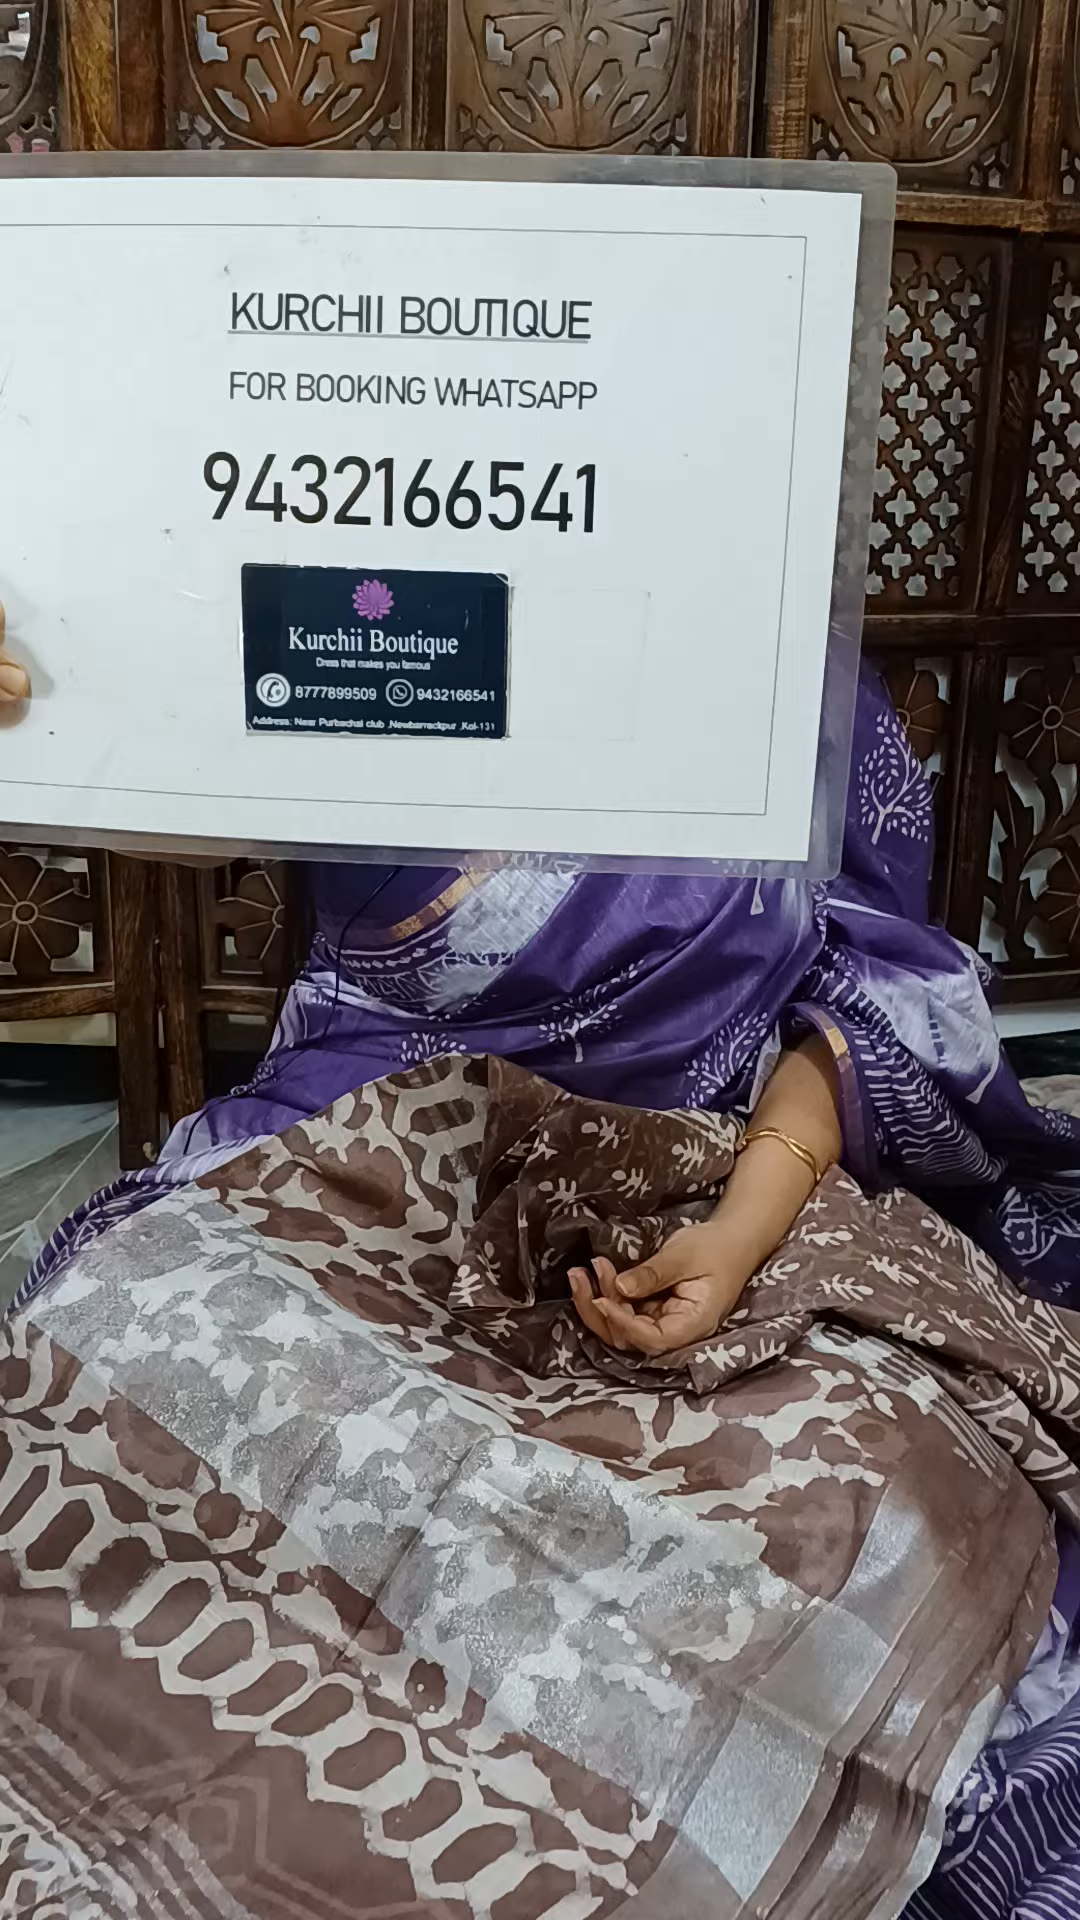 KURCHII BOUTIQUE
FOR BOOKING WHATSAPP
9432166541
Kurchii Boutique
Dress that makes you famous
8777899509 9432166541
Address: Near Purbachal club ,Newbarrackpur ,Kol-131